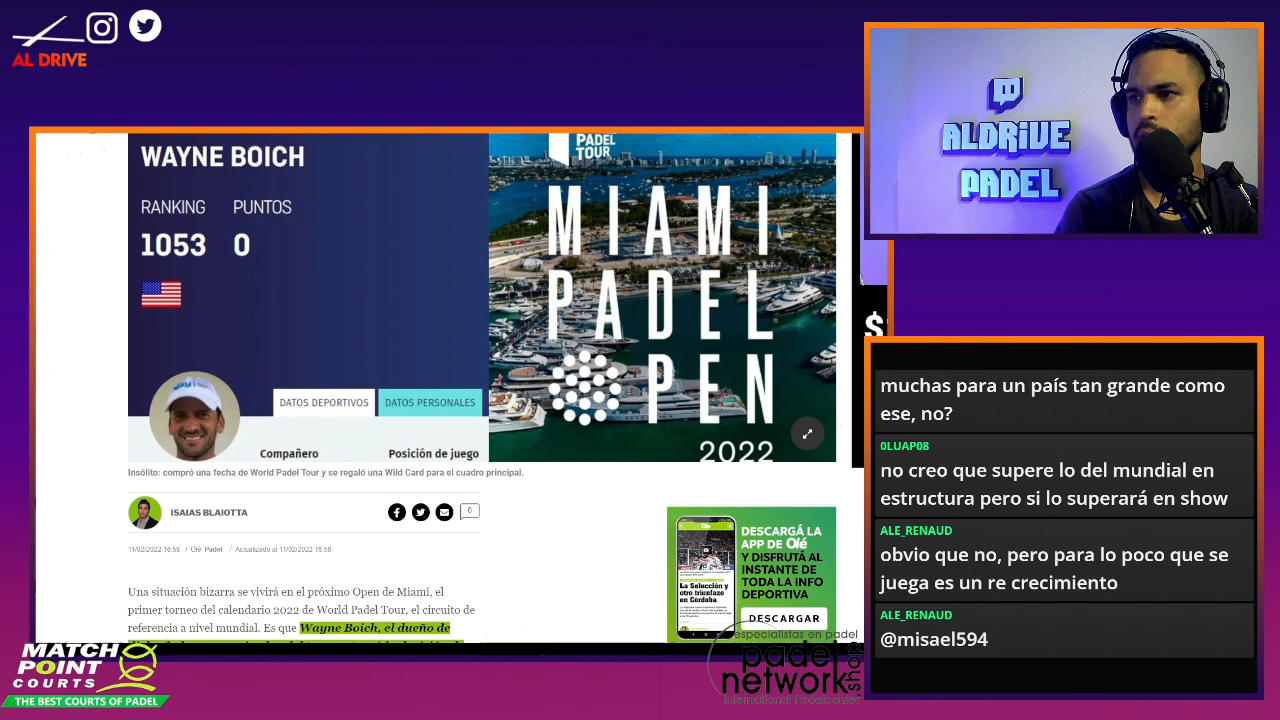 AL DRIVE
WAYNE BOICH
RANKING PUNTOS
1053 0
DATOS DEPORTIVOS DATOS PERSONALES
Compañero Posición de juego
PADEL
TOUR
MIAMI
PADEL
OPEN
2022
Insólito: compró una fecha de World Padel Tour y se regaló una Wild Card para el cuadro principal.
ISAIAS BLAIOTTA
0
11/02/2022 16:58 / Olé Padel / Actualizado al 11/02/2022 16:58
Una situación bizarra se vivirá en el próximo Open de Miami, el
primer torneo del calendario 2022 de World Padel Tour, el circuito de
referencia a nivel mundial. Es que Wayne Boich, el dueño de
DESCARGÁ LA
APP DE Olé
Y DISFRUTÁ AL
INSTANTE DE
TODA LA INFO
DEPORTIVA
DESCARGAR
La Selección y
otro triunfazo
en Córdoba
ALDRIVE
PADEL
$
muchas para un país tan grande como
ese, no?
0LUAP08
no creo que supere lo del mundial en
estructura pero si lo superará en show
ALE_RENAUD
obvio que no, pero para lo poco que se
juega es un re crecimiento
ALE_RENAUD
@misael594
MATCH
POINT
COURTS
THE BEST COURTS OF PADEL
especialistas en padel
padel
network
.shop
International Padelcenter